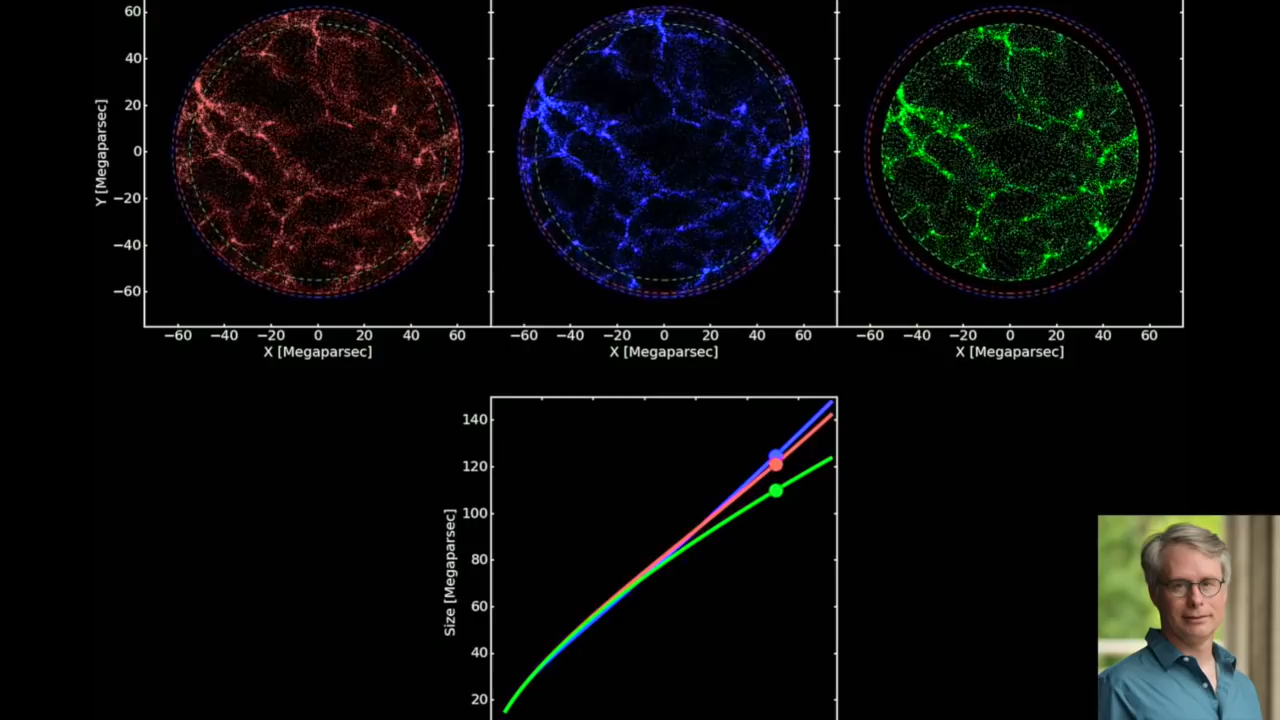 60
40
20
0
−20
−40
−60
Y [Megaparsec]
−60 −40 −20 0 20 40 60
X [Megaparsec]
−60 −40 −20 0 20 40 60
X [Megaparsec]
−60 −40 −20 0 20 40 60
X [Megaparsec]
140
120
100
80
60
40
20
Size [Megaparsec]